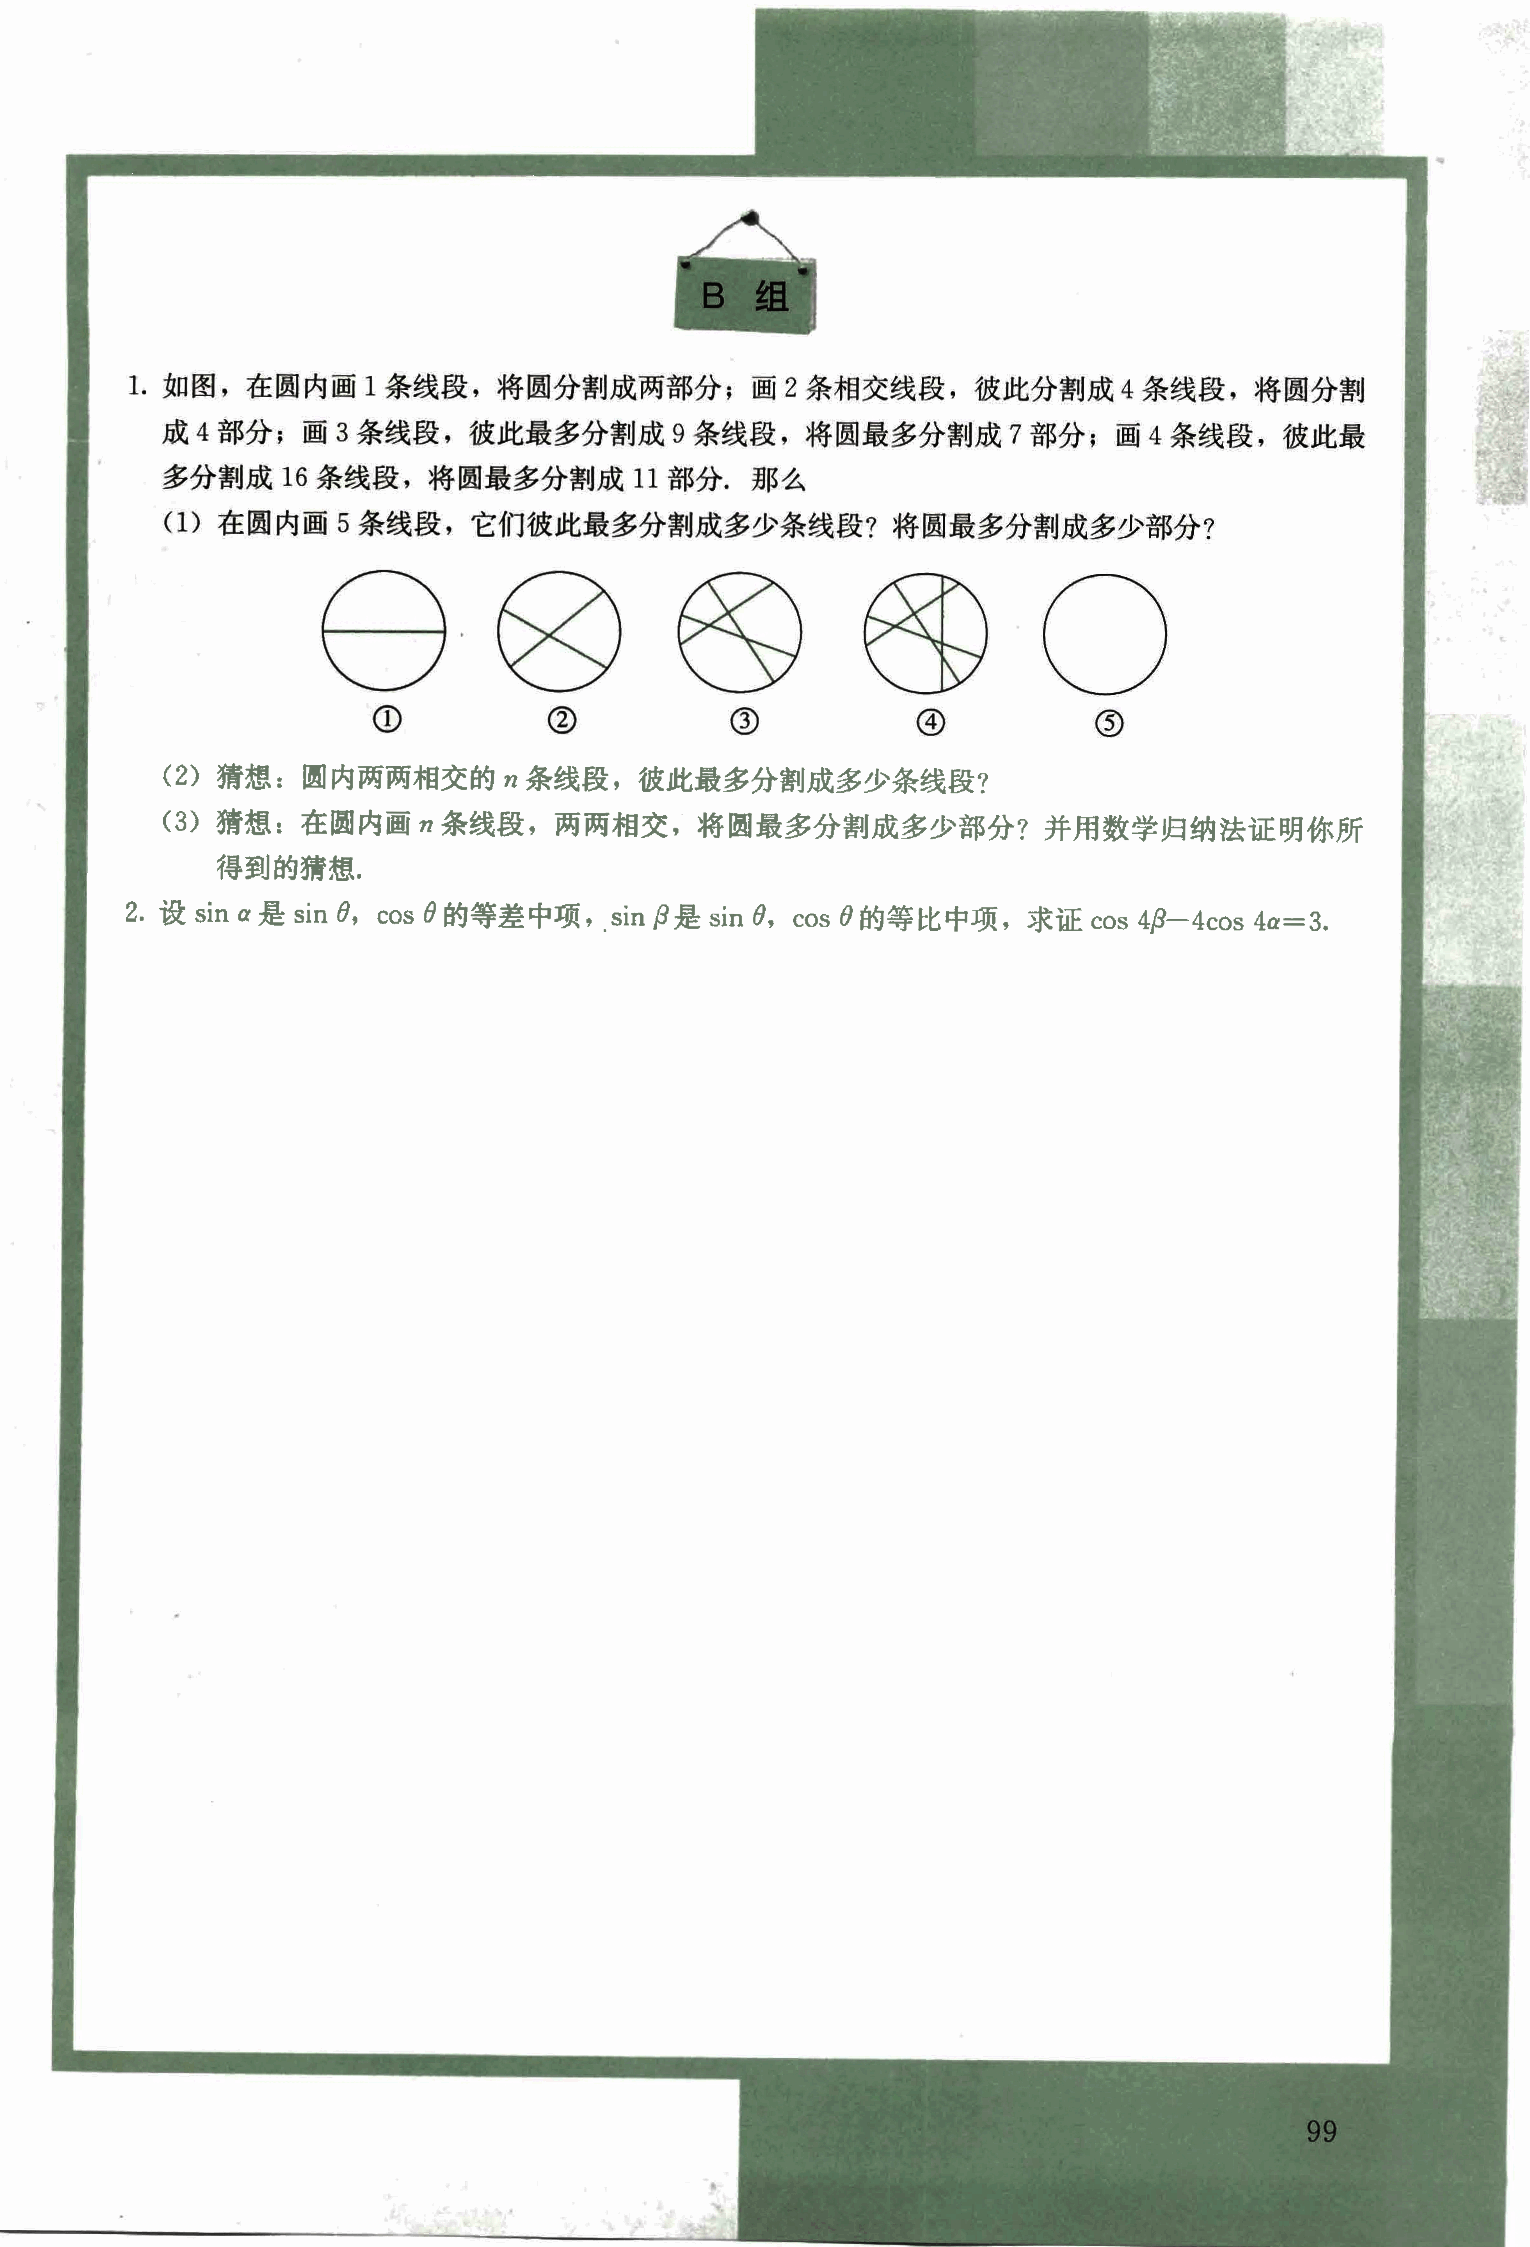 B 组
1. 如图，在圆内画 1 条线段，将圆分割成两部分；画 2 条相交线段，彼此分割成 4 条线段，将圆分割
成 4 部分；画 3 条线段，彼此最多分割成 9 条线段，将圆最多分割成 7 部分；画 4 条线段，彼此最
多分割成 16 条线段，将圆最多分割成 11 部分. 那么
（1）在圆内画 5 条线段，它们彼此最多分割成多少条线段？将圆最多分割成多少部分？
① ② ③ ④ ⑤
（2）猜想：圆内两两相交的 n 条线段，彼此最多分割成多少条线段？
（3）猜想：在圆内画 n 条线段，两两相交，将圆最多分割成多少部分？并用数学归纳法证明你所
得到的猜想.
2. 设 sin α 是 sin θ，cos θ 的等差中项，sin β 是 sin θ，cos θ 的等比中项，求证 cos 4β−4cos 4α=3.
99